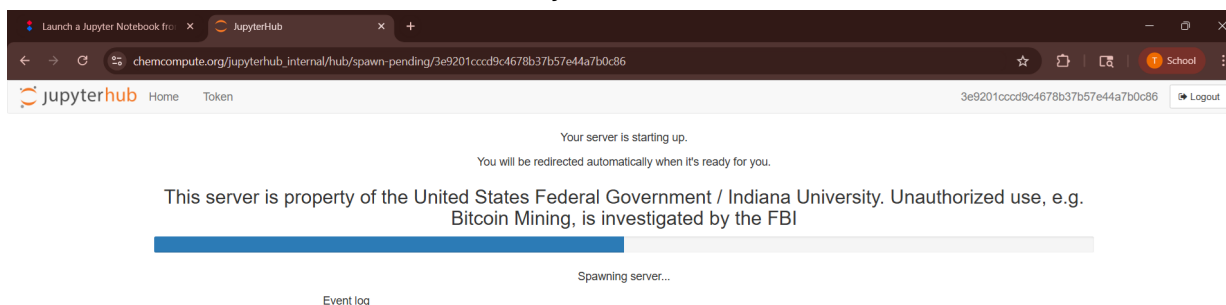 Launch a Jupyter Notebook fro
JupyterHub
chemcompute.org/jupyterhub_internal/hub/spawn-pending/3e9201cccd9c4678b37b57e44a7b0c86
T School
jupyterhub Home Token 3e9201cccd9c4678b37b57e44a7b0c86 Logout
Your server is starting up.
You will be redirected automatically when it's ready for you.
This server is property of the United States Federal Government / Indiana University. Unauthorized use, e.g.
Bitcoin Mining, is investigated by the FBI
Spawning server...
Event log